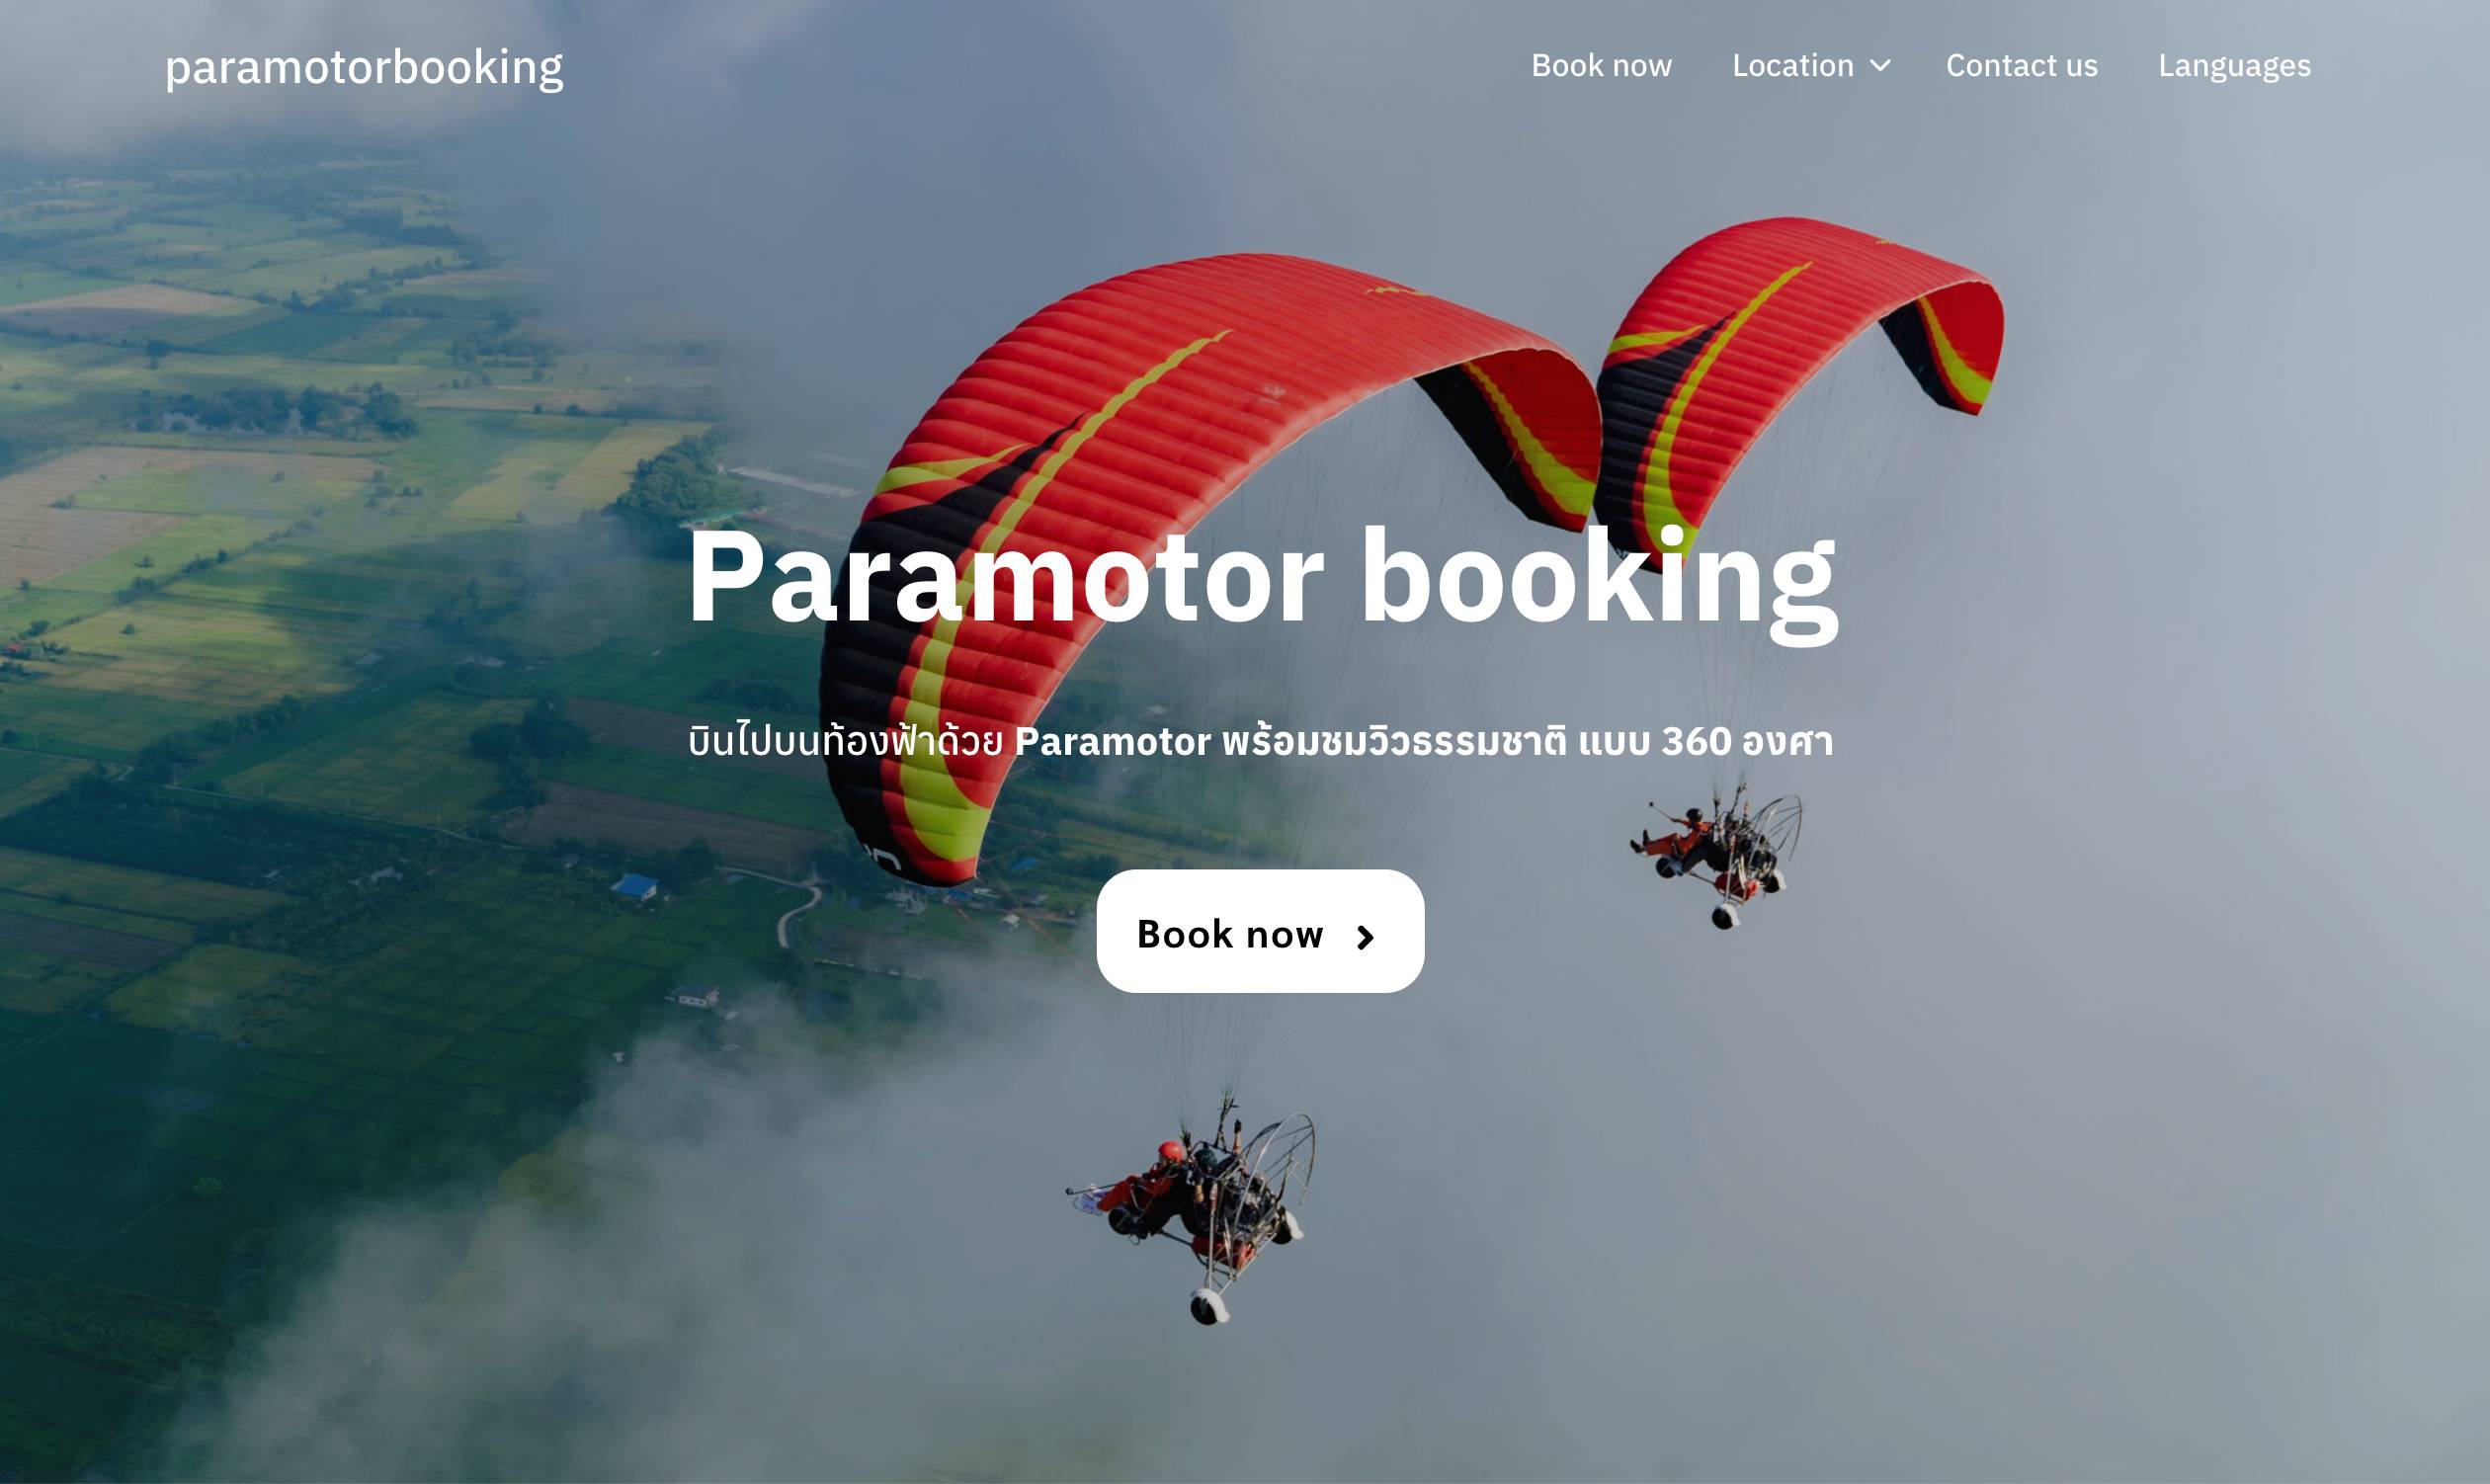 paramotorbooking
Book now
Location
Contact us
Languages
Paramotor booking
บินไปบนท้องฟ้าด้วย Paramotor พร้อมชมวิวธรรมชาติ แบบ 360 องศา
Book now